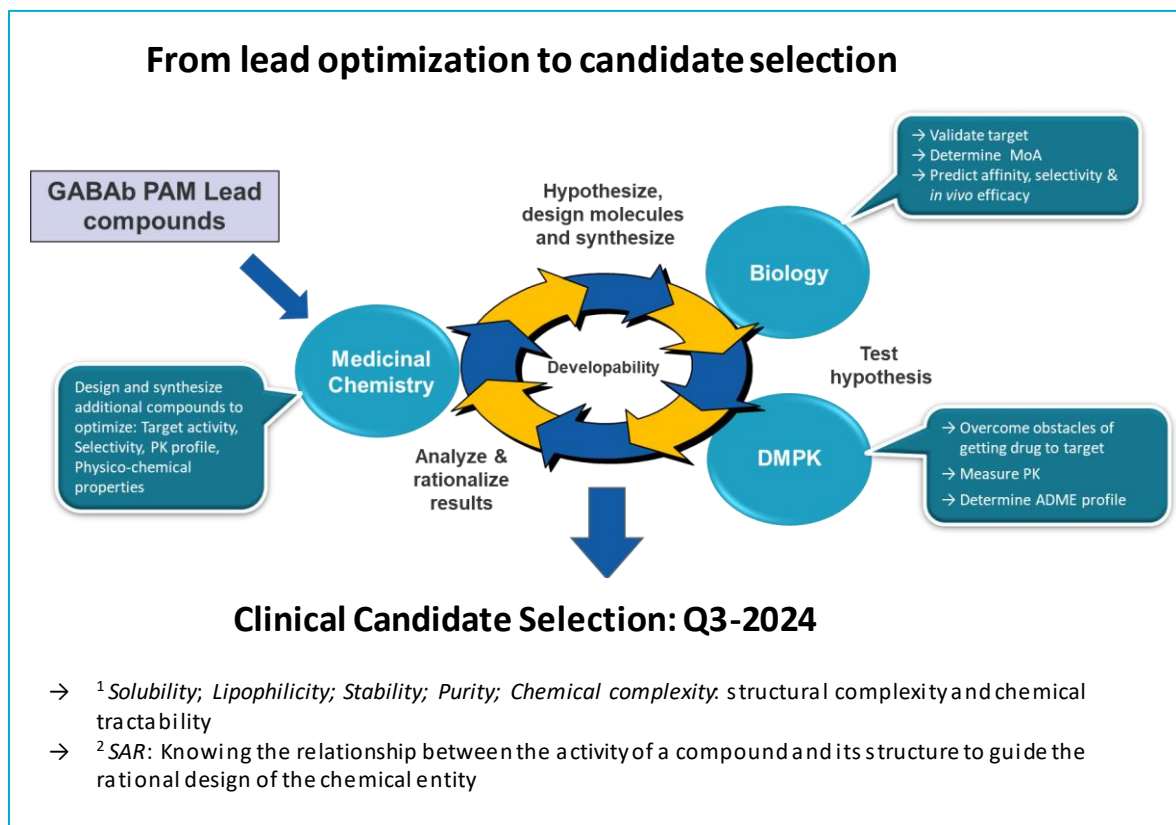 From lead optimization to candidate selection
GABAb PAM Lead
compounds
Hypothesize,
design molecules
and synthesize
→ Validate target
→ Determine MoA
→ Predict affinity, selectivity &
in vivo efficacy
Biology
Medicinal
Chemistry
Developability
Test
hypothesis
Design and synthesize
additional compounds to
optimize: Target activity,
Selectivity, PK profile,
Physico-chemical
properties
Analyze &
rationalize
results
DMPK
→ Overcome obstacles of
getting drug to target
→ Measure PK
→ Determine ADME profile
Clinical Candidate Selection: Q3-2024
→ 1 Solubility; Lipophilicity; Stability; Purity; Chemical complexity: structural complexity and chemical
tractability
→ 2 SAR: Knowing the relationship between the activity of a compound and its structure to guide the
rational design of the chemical entity